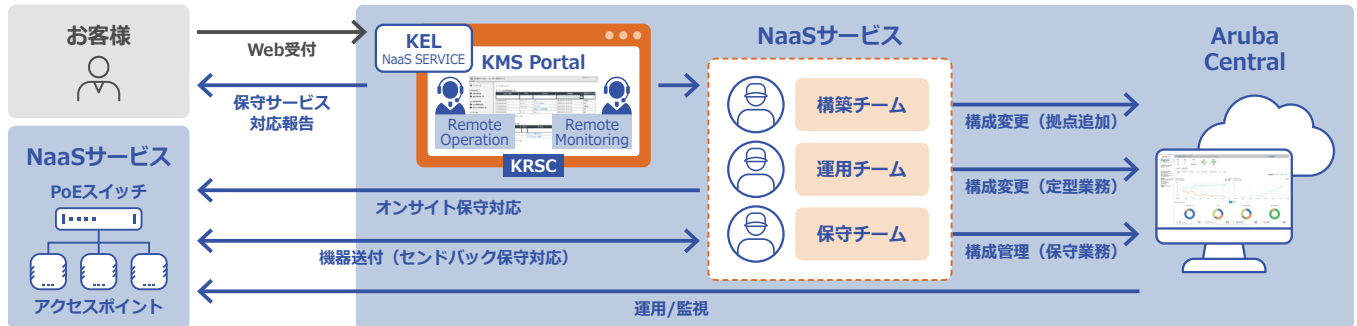 お客様
Web受付
保守サービス
対応報告
KEL
NaaS SERVICE
KMS Portal
Remote
Operation
Remote
Monitoring
KRSC
NaaSサービス
構築チーム
運用チーム
保守チーム
構成変更（拠点追加）
構成変更（定型業務）
構成管理（保守業務）
Aruba
Central
NaaSサービス
PoEスイッチ
アクセスポイント
オンサイト保守対応
機器送付（センドバック保守対応）
運用/監視